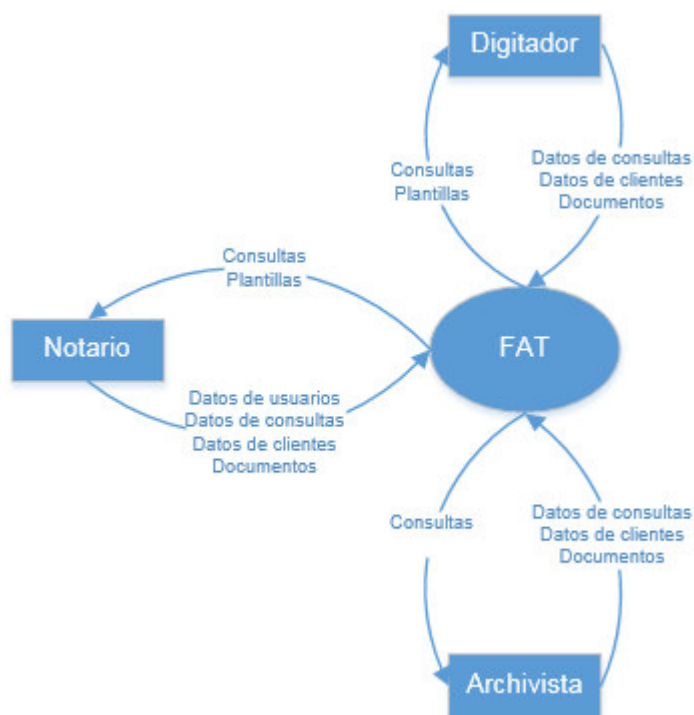 Digitador
Consultas
Plantillas
Datos de consultas
Datos de clientes
Documentos
Consultas
Plantillas
Notario
FAT
Datos de usuarios
Datos de consultas
Datos de clientes
Documentos
Consultas
Datos de consultas
Datos de clientes
Documentos
Archivista